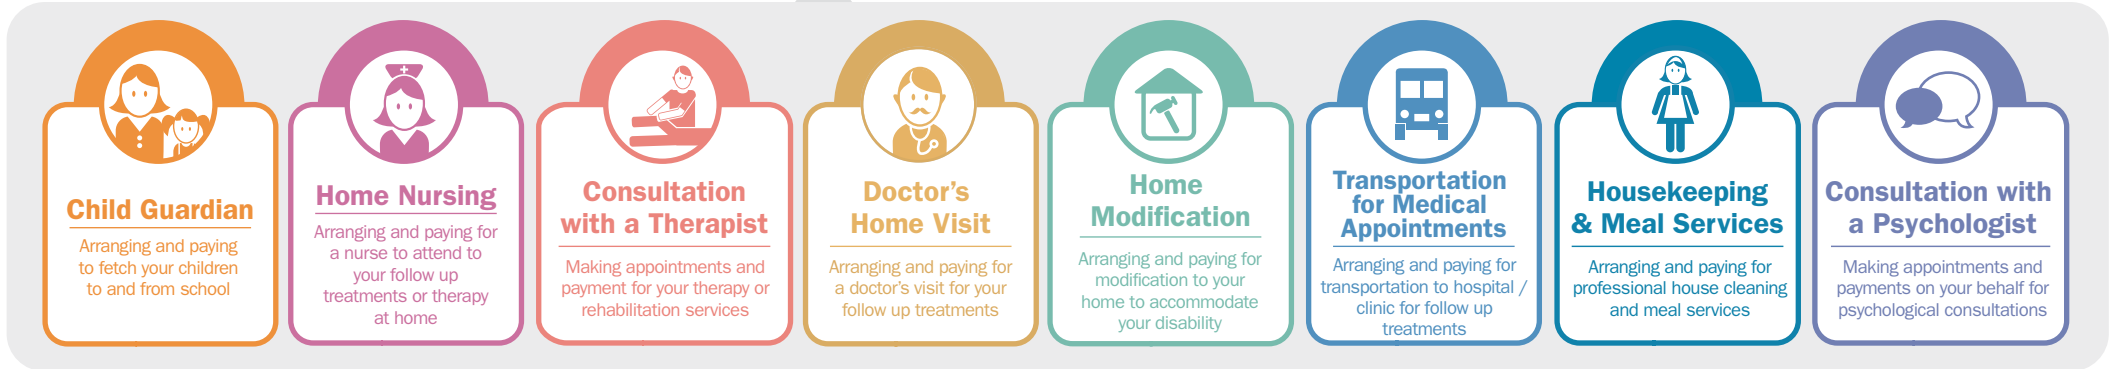 Child Guardian
Arranging and paying
to fetch your children
to and from school
Home Nursing
Arranging and paying for
a nurse to attend to
your follow up
treatments or therapy
at home
Consultation
with a Therapist
Making appointments and
payment for your therapy or
rehabilitation services
Doctor's
Home Visit
Arranging and paying for
a doctor's visit for your
follow up treatments
Home
Modification
Arranging and paying for
modification to your
home to accommodate
your disability
Transportation
for Medical
Appointments
Arranging and paying for
transportation to hospital /
clinic for follow up
treatments
Housekeeping
& Meal Services
Arranging and paying for
professional house cleaning
and meal services
Consultation with
a Psychologist
Making appointments and
payments on your behalf for
psychological consultations